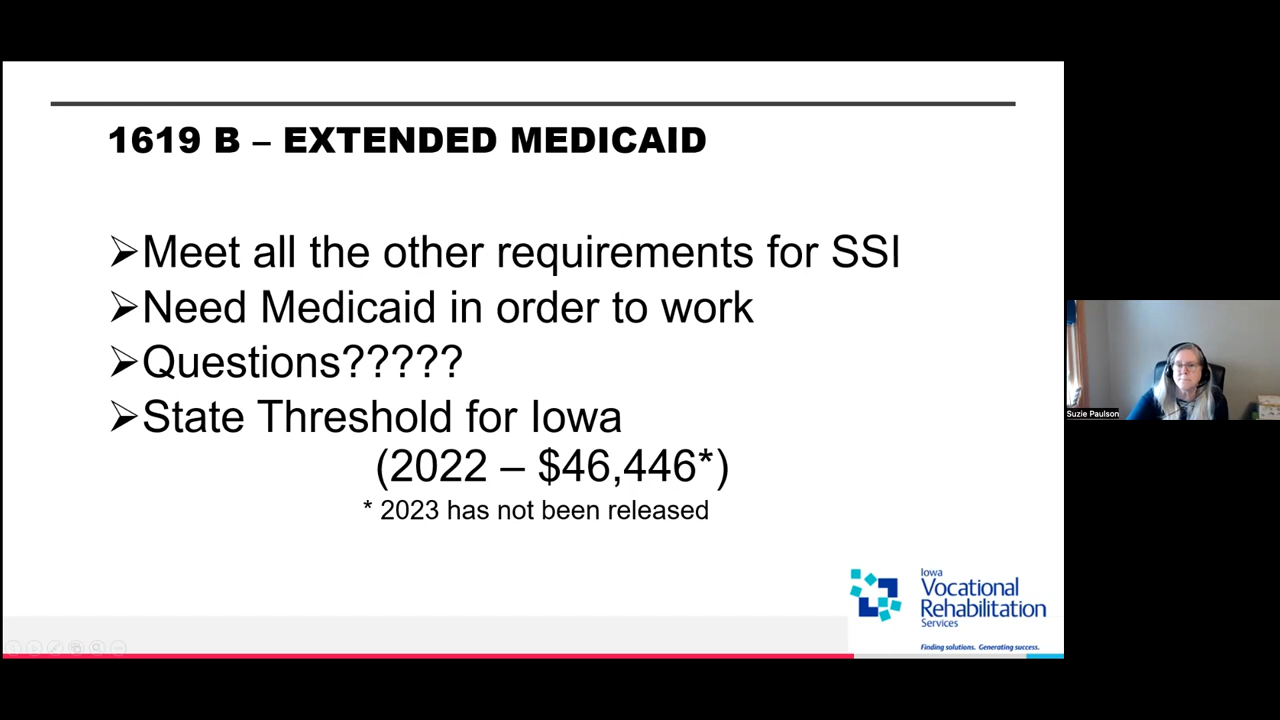 1619 B – EXTENDED MEDICAID
➢Meet all the other requirements for SSI
➢Need Medicaid in order to work
➢Questions?????
➢State Threshold for Iowa
(2022 – $46,446*)
* 2023 has not been released
Iowa
Vocational
Rehabilitation
Services
Finding solutions. Generating success.
Suzie Paulson